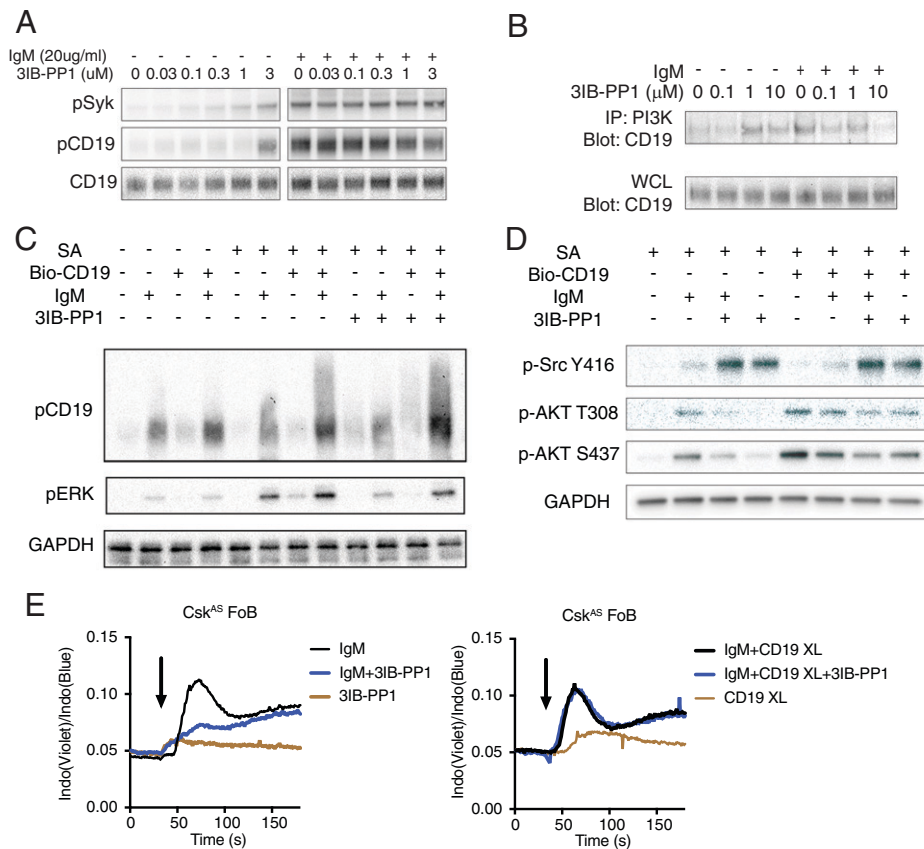 A
IgM (20ug/ml) - - - - - - + + + + + +
3IB-PP1 (uM) 0 0.03 0.1 0.3 1 3 0 0.03 0.1 0.3 1 3
pSyk
pCD19
CD19
B
IgM + + + +
3IB-PP1 (μM) 0 0.1 1 10 0 0.1 1 10
IP: PI3K
Blot: CD19
WCL
Blot: CD19
C
SA - - - - + + + + + + + +
Bio-CD19 - - + + - - + + - - + +
IgM - + - + - + - + - + - +
3IB-PP1 - - - - - - - - + + + +
pCD19
pERK
GAPDH
D
SA + + + + + + + +
Bio-CD19 - - - - + + + +
IgM - + + - - + + -
3IB-PP1 - - + + - - + +
p-Src Y416
p-AKT T308
p-AKT S437
GAPDH
E
Csk^AS FoB
Indo(Violet)/Indo(Blue)
0.15
0.10
0.05
0.00
0 50 100 150
Time (s)
IgM
IgM+3IB-PP1
3IB-PP1
Csk^AS FoB
Indo(Violet)/Indo(Blue)
0.15
0.10
0.05
0.00
0 50 100 150
Time (s)
IgM+CD19 XL
IgM+CD19 XL+3IB-PP1
CD19 XL